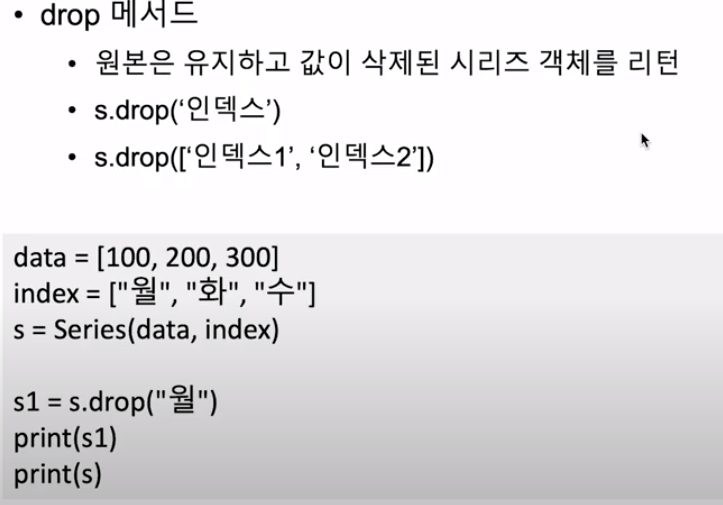 • drop 메서드
• 원본은 유지하고 값이 삭제된 시리즈 객체를 리턴
• s.drop(‘인덱스’)
• s.drop([‘인덱스1’, ‘인덱스2’])
data = [100, 200, 300]
index = ["월", "화", "수"]
s = Series(data, index)
s1 = s.drop("월")
print(s1)
print(s)